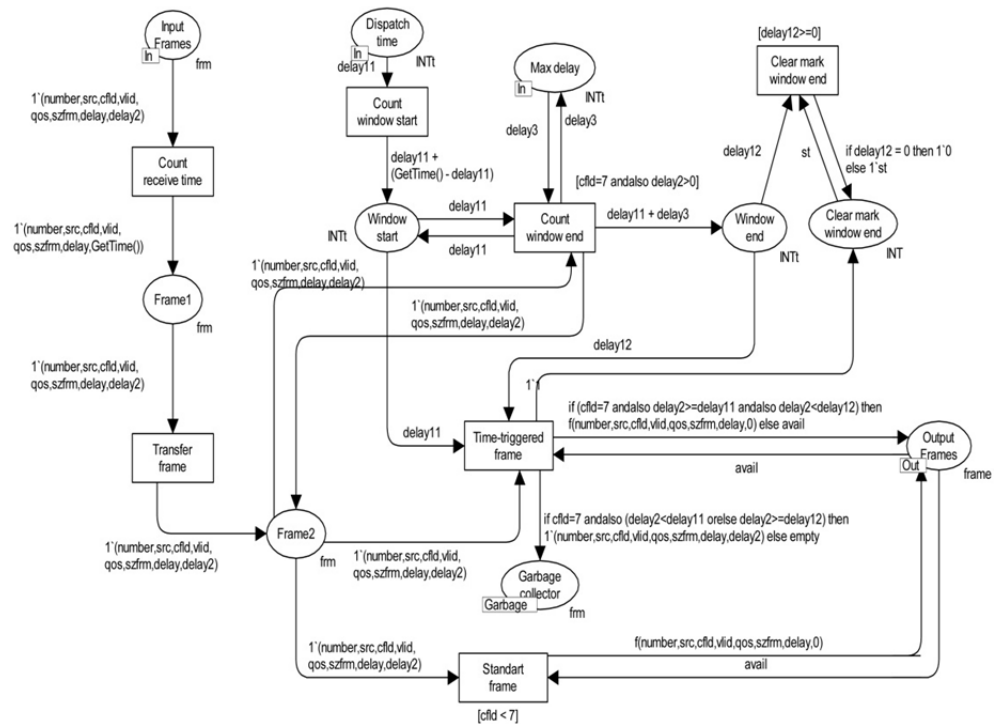 Input
Frames
In
frm
1`(number,src,cfId,vlid,
qos,szfrm,delay,delay2)
Count
receive time
1`(number,src,cfId,vlid,
qos,szfrm,delay,GetTime())
Frame1
frm
1`(number,src,cfId,vlid,
qos,szfrm,delay,delay2)
Transfer
frame
1`(number,src,cfId,vlid,
qos,szfrm,delay,delay2)
Dispatch
time
In
INTt
delay11
Count
window start
delay11 +
(GetTime() - delay11)
Window
start
INTt
Max delay
In
INTt
delay3
delay3
[cfId=7 andalso delay2>0]
delay11
Count
window end
delay11
delay11 + delay3
Window
end
INTt
[delay12>=0]
Clear mark
window end
delay12
st
if delay12 = 0 then 1`0
else 1`st
Clear mark
window end
INT
1`(number,src,cfId,vlid,
qos,szfrm,delay,delay2)
1`(number,src,cfId,vlid,
qos,szfrm,delay,delay2)
delay12
1`1
delay11
Time-triggered
frame
if (cfId=7 andalso delay2>=delay11 andalso delay2<delay12) then
f(number,src,cfId,vlid,qos,szfrm,delay,0) else avail
avail
Output
Frames
Out
frame
Frame2
frm
1`(number,src,cfId,vlid,
qos,szfrm,delay,delay2)
if cfId=7 andalso (delay2<delay11 orelse delay2>=delay12) then
1`(number,src,cfId,vlid,qos,szfrm,delay,delay2) else empty
Garbage
collector
Garbage
frm
1`(number,src,cfId,vlid,
qos,szfrm,delay,delay2)
Standart
frame
[cfId < 7]
f(number,src,cfId,vlid,qos,szfrm,delay,0)
avail